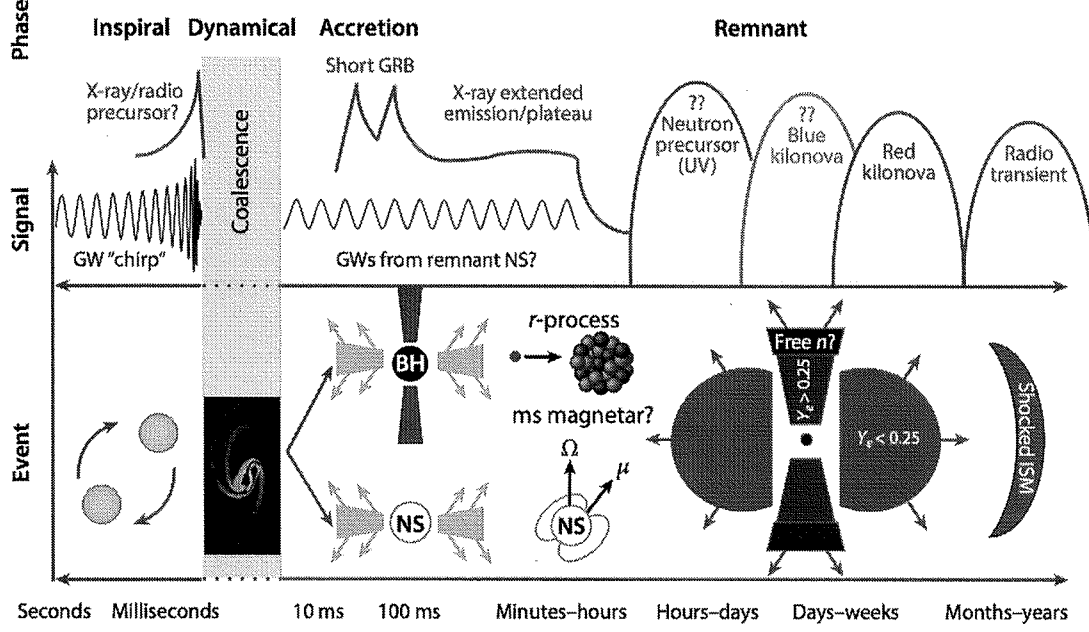 Phase
Inspiral
Dynamical
Accretion
Remnant
Signal
X-ray/radio
precursor?
GW "chirp"
Coalescence
Short GRB
X-ray extended
emission/plateau
GWs from remnant NS?
??
Neutron
precursor
(UV)
??
Blue
kilonova
Red
kilonova
Radio
transient
Event
BH
NS
r-process
ms magnetar?
Ω
μ
NS
Free n?
Yₑ > 0.25
Yₑ < 0.25
Shocked ISM
Seconds
Milliseconds
10 ms
100 ms
Minutes–hours
Hours–days
Days–weeks
Months–years